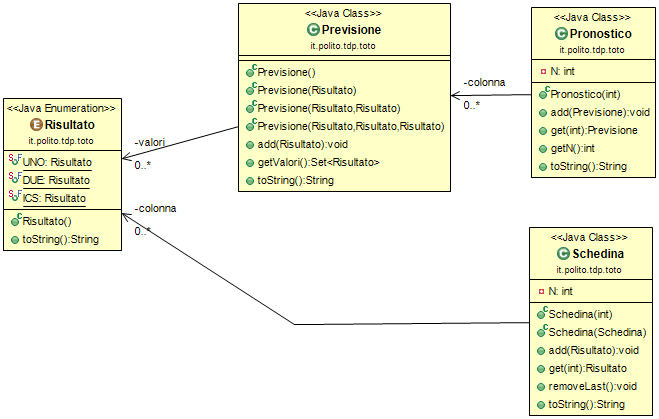 <<Java Enumeration>>
Risultato
it.polito.tdp.toto
UNO: Risultato
DUE: Risultato
ICS: Risultato
Risultato()
toString():String
-valori
0..*
-colonna
0..*
<<Java Class>>
Previsione
it.polito.tdp.toto
Previsione()
Previsione(Risultato)
Previsione(Risultato,Risultato)
Previsione(Risultato,Risultato,Risultato)
add(Risultato):void
getValori():Set<Risultato>
toString():String
-colonna
0..*
<<Java Class>>
Pronostico
it.polito.tdp.toto
N: int
Pronostico(int)
add(Previsione):void
get(int):Previsione
getN():int
toString():String
<<Java Class>>
Schedina
it.polito.tdp.toto
N: int
Schedina(int)
Schedina(Schedina)
add(Risultato):void
get(int):Risultato
removeLast():void
toString():String